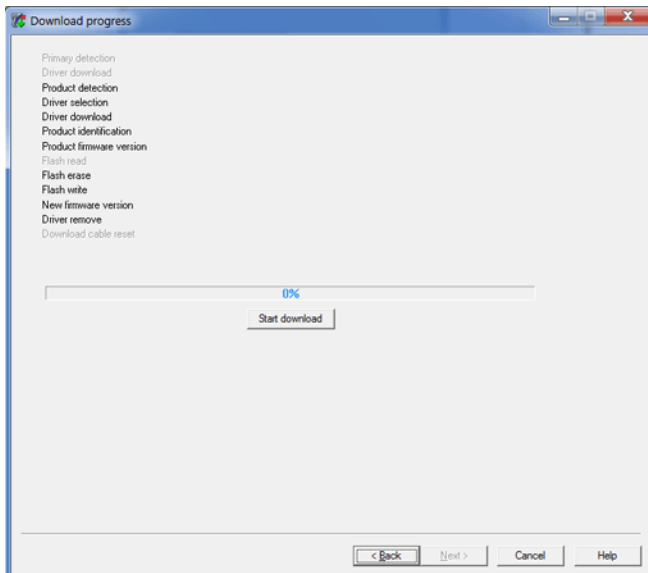 Download progress
Primary detection
Driver download
Product detection
Driver selection
Driver download
Product identification
Product firmware version
Flash read
Flash erase
Flash write
New firmware version
Driver remove
Download cable reset
0%
Start download
< Back Next > Cancel Help